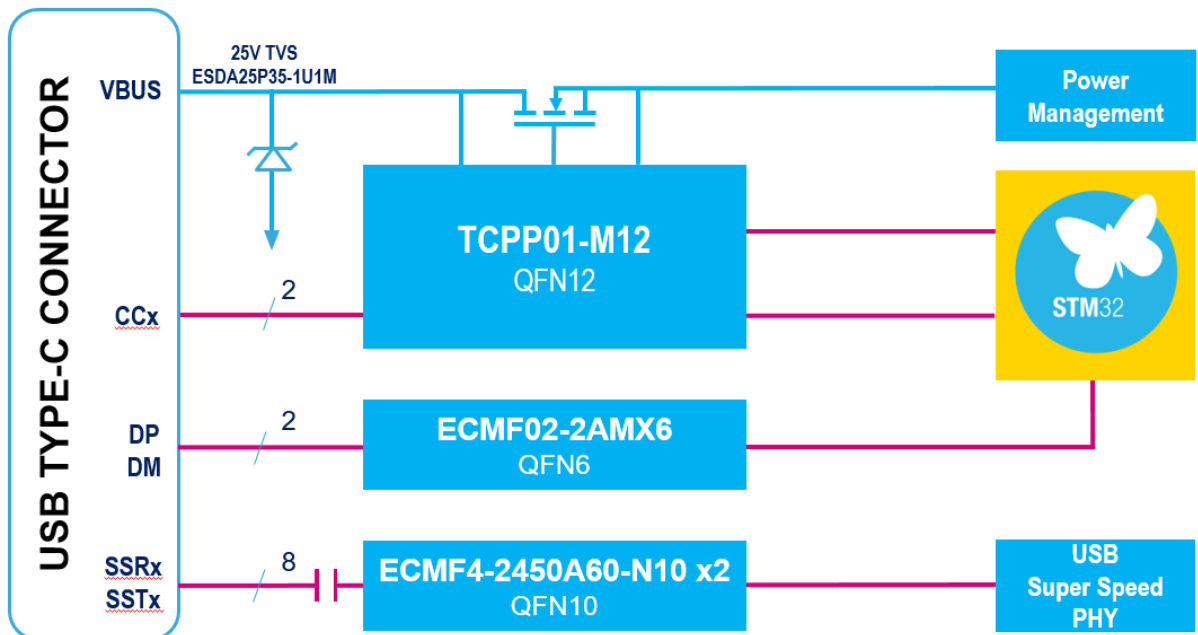 USB TYPE-C CONNECTOR
VBUS
25V TVS
ESDA25P35-1U1M
Power
Management
TCPP01-M12
QFN12
CCx
2
STM32
DP
DM
2
ECMF02-2AMX6
QFN6
SSRx
SSTx
8
ECMF4-2450A60-N10 x2
QFN10
USB
Super Speed
PHY